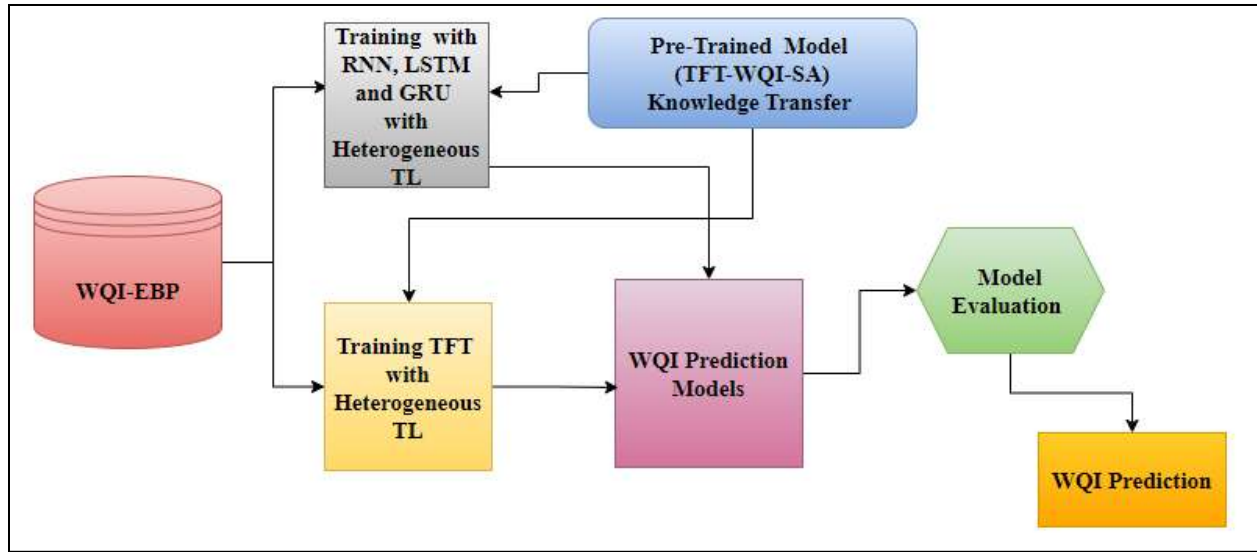 Training with
RNN, LSTM
and GRU
with
Heterogeneous
TL
Pre-Trained Model
(TFT-WQI-SA)
Knowledge Transfer
WQI-EBP
Training TFT
with
Heterogeneous
TL
WQI Prediction
Models
Model
Evaluation
WQI Prediction